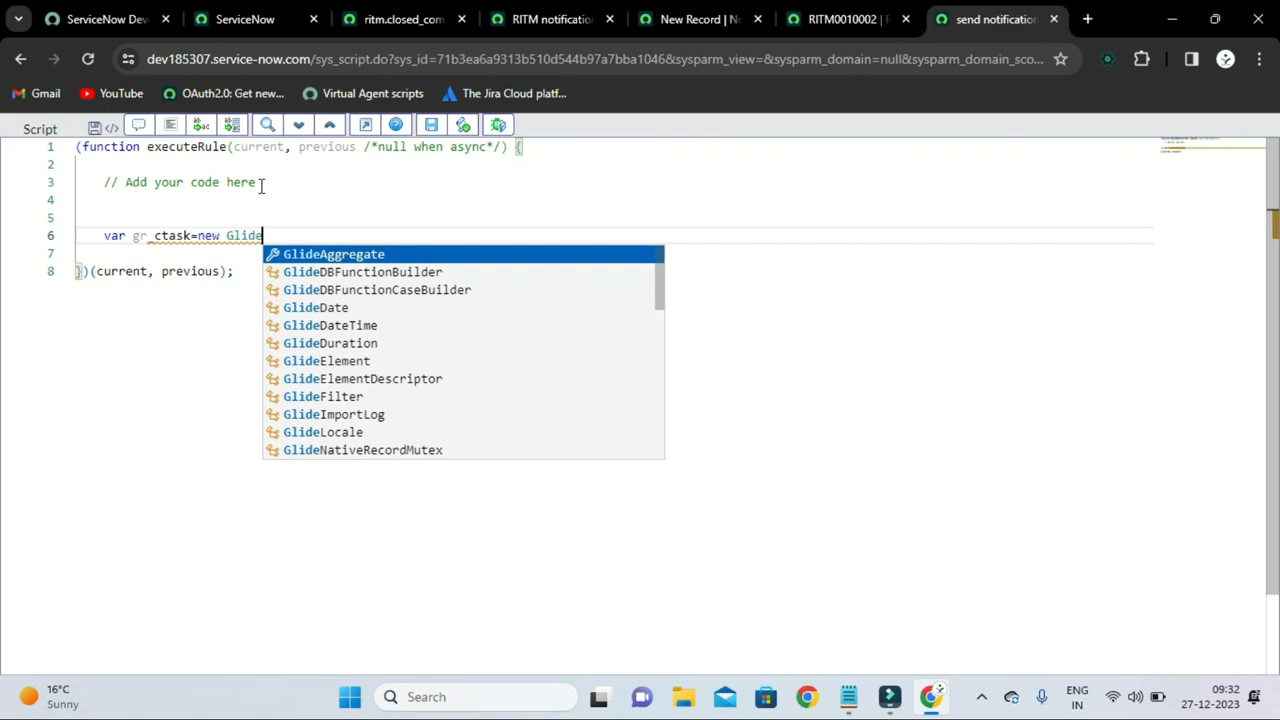 ServiceNow Dev
ServiceNow
ritm.closed_com
RITM notification
New Record | N
RITM0010002 |
send notification
dev185307.service-now.com/sys_script.do?sys_id=71b3ea6a9313b510d544b97a7bba1046&sysparm_view=&sysparm_domain=null&sysparm_domain_sco...
Gmail
YouTube
OAuth2.0: Get new...
Virtual Agent scripts
The Jira Cloud platf...
Script
1 (function executeRule(current, previous /*null when async*/) {
2
3 // Add your code here
4
5
6 var gr_ctask=new Glide
GlideAggregate
7
8 })(current, previous);
GlideDBFunctionBuilder
GlideDBFunctionCaseBuilder
GlideDate
GlideDateTime
GlideDuration
GlideElement
GlideElementDescriptor
GlideFilter
GlideImportLog
GlideLocale
GlideNativeRecordMutex
16°C
Sunny
Search
ENG
IN
09:32
27-12-2023